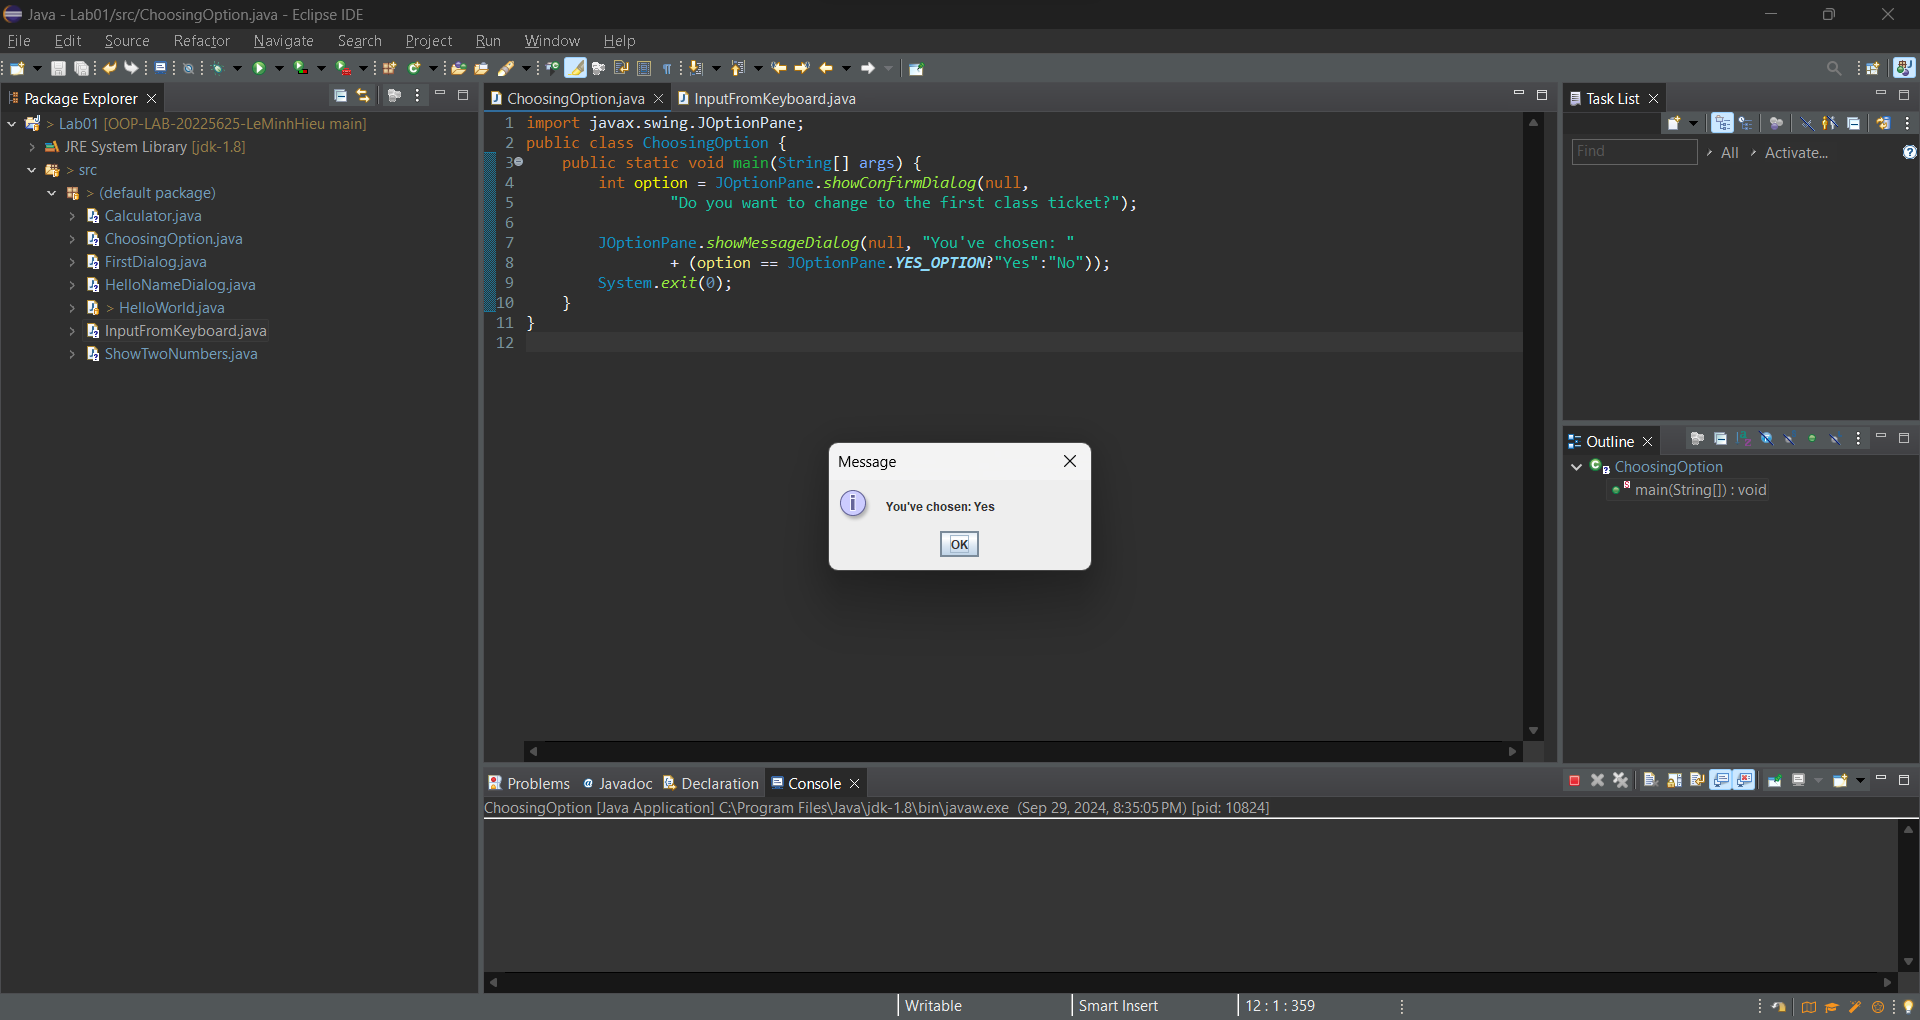 Java - Lab01/src/ChoosingOption.java - Eclipse IDE
File Edit Source Refactor Navigate Search Project Run Window Help
Package Explorer
> Lab01 [OOP-LAB-20225625-LeMinhHieu main]
JRE System Library [jdk-1.8]
> src
> (default package)
Calculator.java
ChoosingOption.java
FirstDialog.java
HelloNameDialog.java
> HelloWorld.java
InputFromKeyboard.java
ShowTwoNumbers.java
ChoosingOption.java InputFromKeyboard.java
1 import javax.swing.JOptionPane;
2 public class ChoosingOption {
3 public static void main(String[] args) {
4 int option = JOptionPane.showConfirmDialog(null,
5 "Do you want to change to the first class ticket?");
6
7 JOptionPane.showMessageDialog(null, "You've chosen: "
8 + (option == JOptionPane.YES_OPTION?"Yes":"No"));
9 System.exit(0);
10 }
11 }
12
Message
You've chosen: Yes
OK
Task List
Find All Activate...
Outline
ChoosingOption
main(String[]) : void
Problems Javadoc Declaration Console
ChoosingOption [Java Application] C:\Program Files\Java\jdk-1.8\bin\javaw.exe (Sep 29, 2024, 8:35:05 PM) [pid: 10824]
Writable Smart Insert 12 : 1 : 359